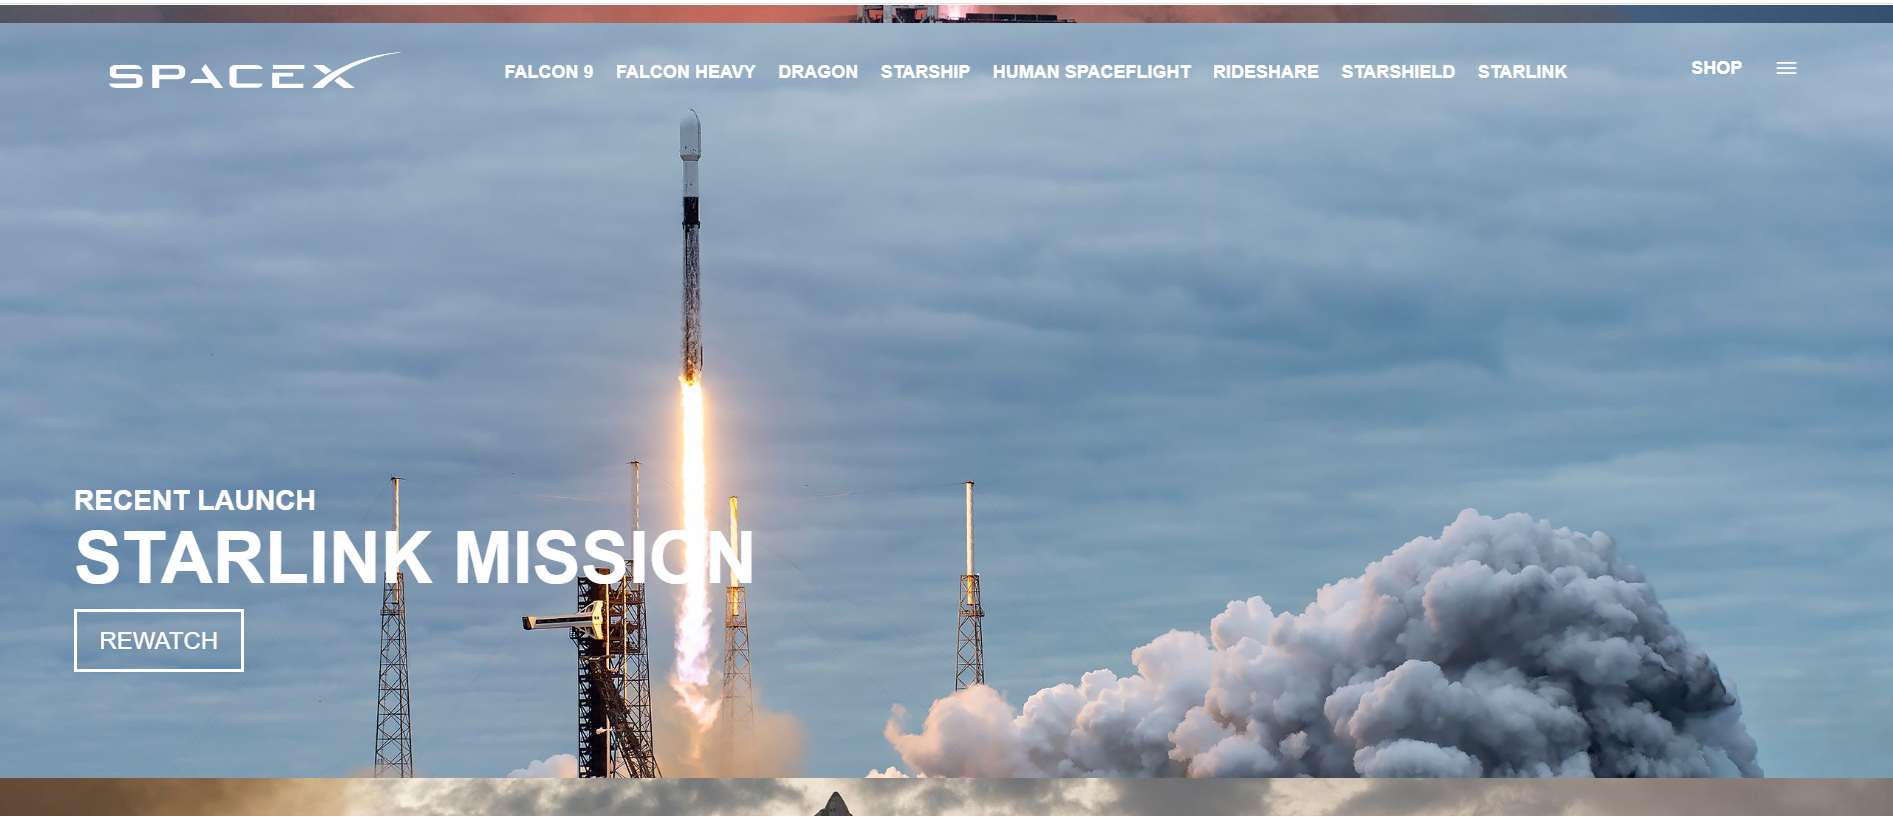 SPACEX
FALCON 9 FALCON HEAVY DRAGON STARSHIP HUMAN SPACEFLIGHT RIDESHARE STARSHIELD STARLINK SHOP
RECENT LAUNCH
STARLINK MISSION
REWATCH